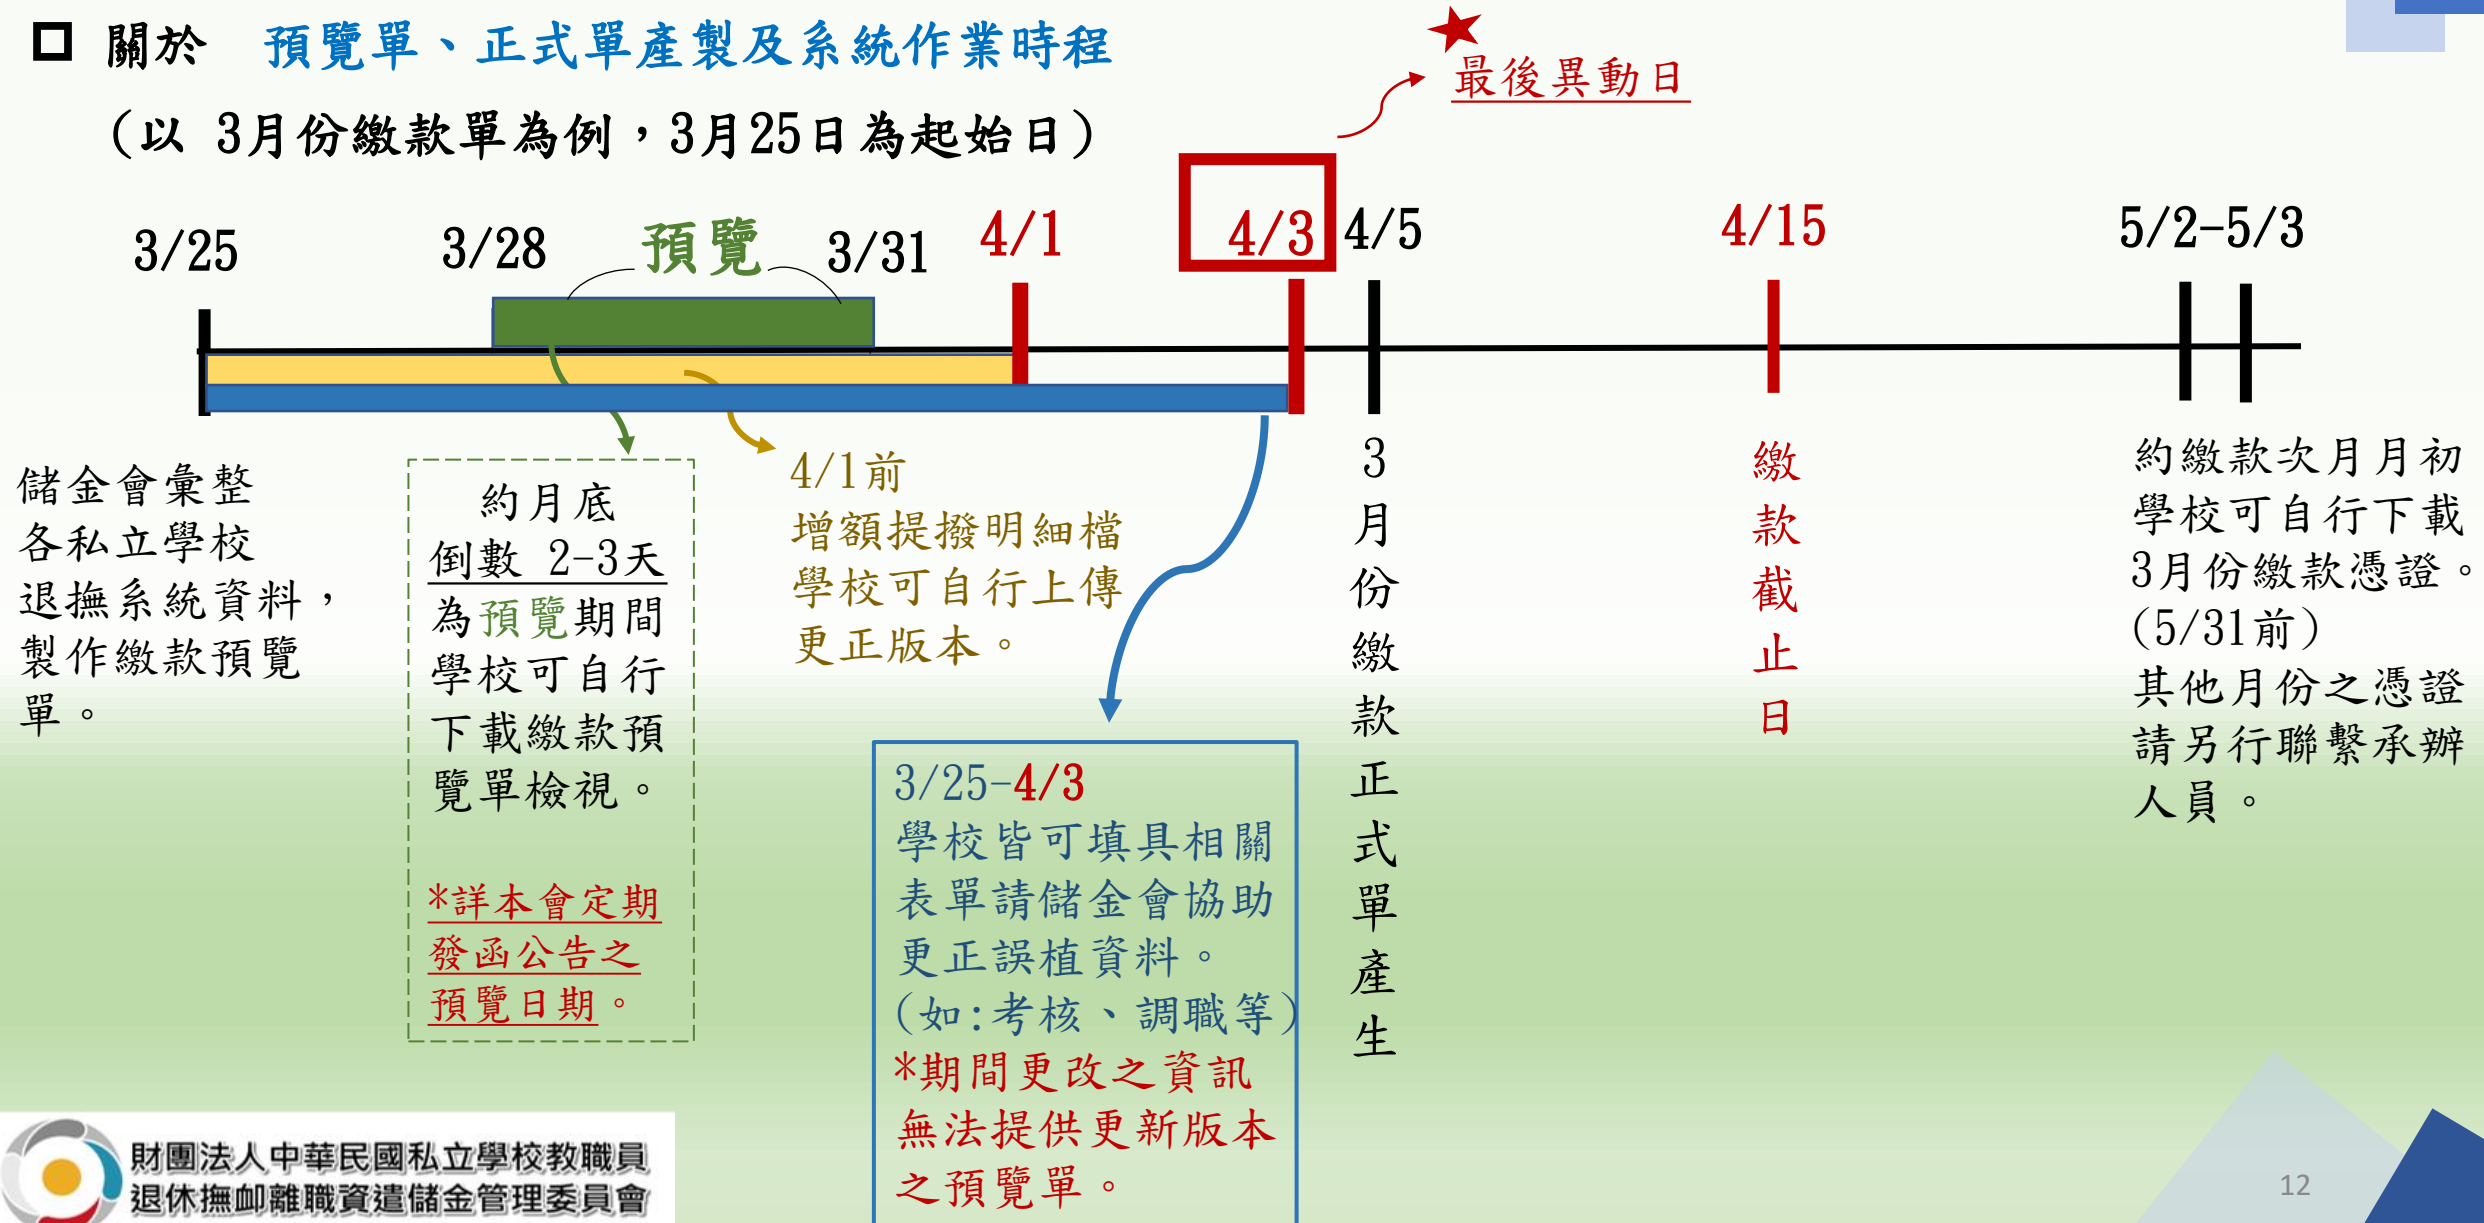 關於 預覽單、正式單產製及系統作業時程
(以 3月份繳款單為例，3月25日為起始日)
最後異動日
3/25
3/28
預覽
3/31
4/1
4/3
4/5
4/15
5/2-5/3
儲金會彙整
各私立學校
退撫系統資料，
製作繳款預覽
單。
約月底
倒數 2-3天
為預覽期間
學校可自行
下載繳款預
覽單檢視。
*詳本會定期
發函公告之
預覽日期。
4/1前
增額提撥明細檔
學校可自行上傳
更正版本。
3/25-4/3
學校皆可填具相關
表單請儲金會協助
更正誤植資料。
(如:考核、調職等)
*期間更改之資訊
無法提供更新版本
之預覽單。
3月份繳款正式單產生
繳款截止日
約繳款次月月初
學校可自行下載
3月份繳款憑證。
(5/31前)
其他月份之憑證
請另行聯繫承辦
人員。
財團法人中華民國私立學校教職員
退休撫卹離職資遣儲金管理委員會
12